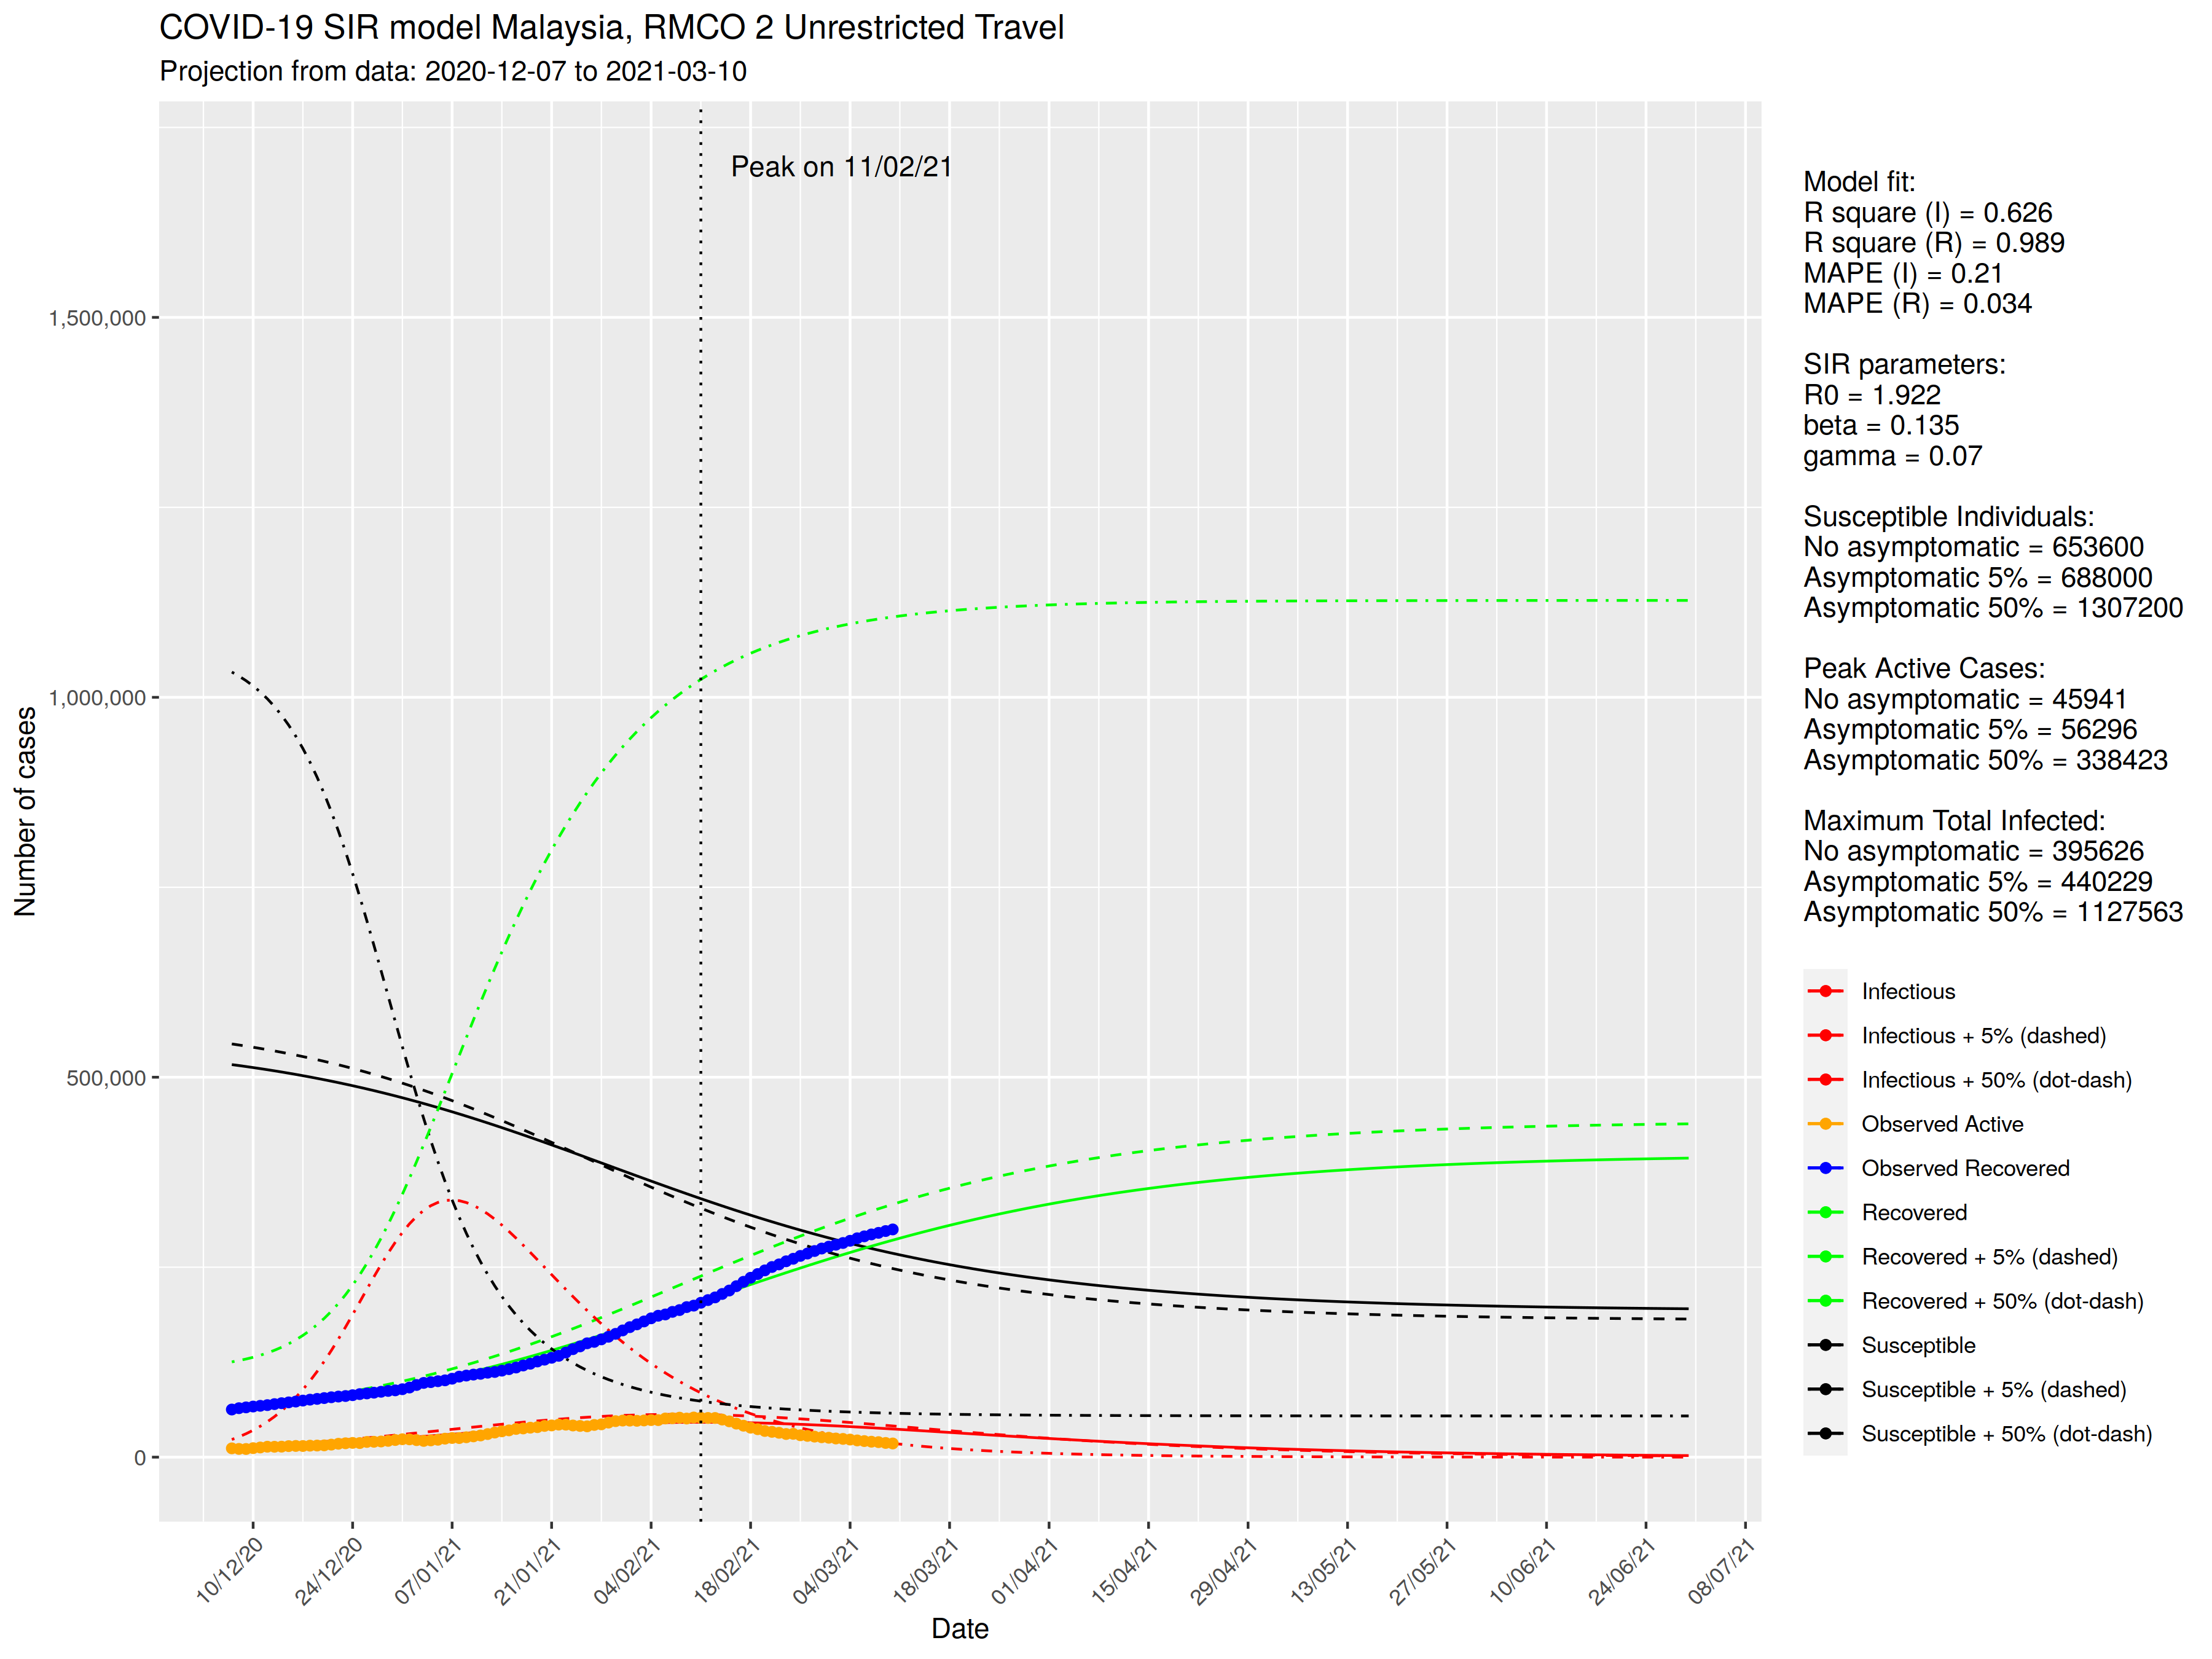 COVID-19 SIR model Malaysia, RMCO 2 Unrestricted Travel
Projection from data: 2020-12-07 to 2021-03-10
Peak on 11/02/21
Number of cases
1,500,000
1,000,000
500,000
0
10/12/20
24/12/20
07/01/21
21/01/21
04/02/21
18/02/21
04/03/21
18/03/21
01/04/21
15/04/21
29/04/21
13/05/21
27/05/21
10/06/21
24/06/21
08/07/21
Date
Model fit:
R square (I) = 0.626
R square (R) = 0.989
MAPE (I) = 0.21
MAPE (R) = 0.034
SIR parameters:
R0 = 1.922
beta = 0.135
gamma = 0.07
Susceptible Individuals:
No asymptomatic = 653600
Asymptomatic 5% = 688000
Asymptomatic 50% = 1307200
Peak Active Cases:
No asymptomatic = 45941
Asymptomatic 5% = 56296
Asymptomatic 50% = 338423
Maximum Total Infected:
No asymptomatic = 395626
Asymptomatic 5% = 440229
Asymptomatic 50% = 1127563
Infectious
Infectious + 5% (dashed)
Infectious + 50% (dot-dash)
Observed Active
Observed Recovered
Recovered
Recovered + 5% (dashed)
Recovered + 50% (dot-dash)
Susceptible
Susceptible + 5% (dashed)
Susceptible + 50% (dot-dash)